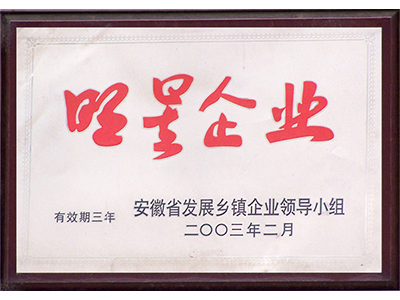 明星企业
有效期三年 安徽省发展乡镇企业领导小组
二〇〇三年二月